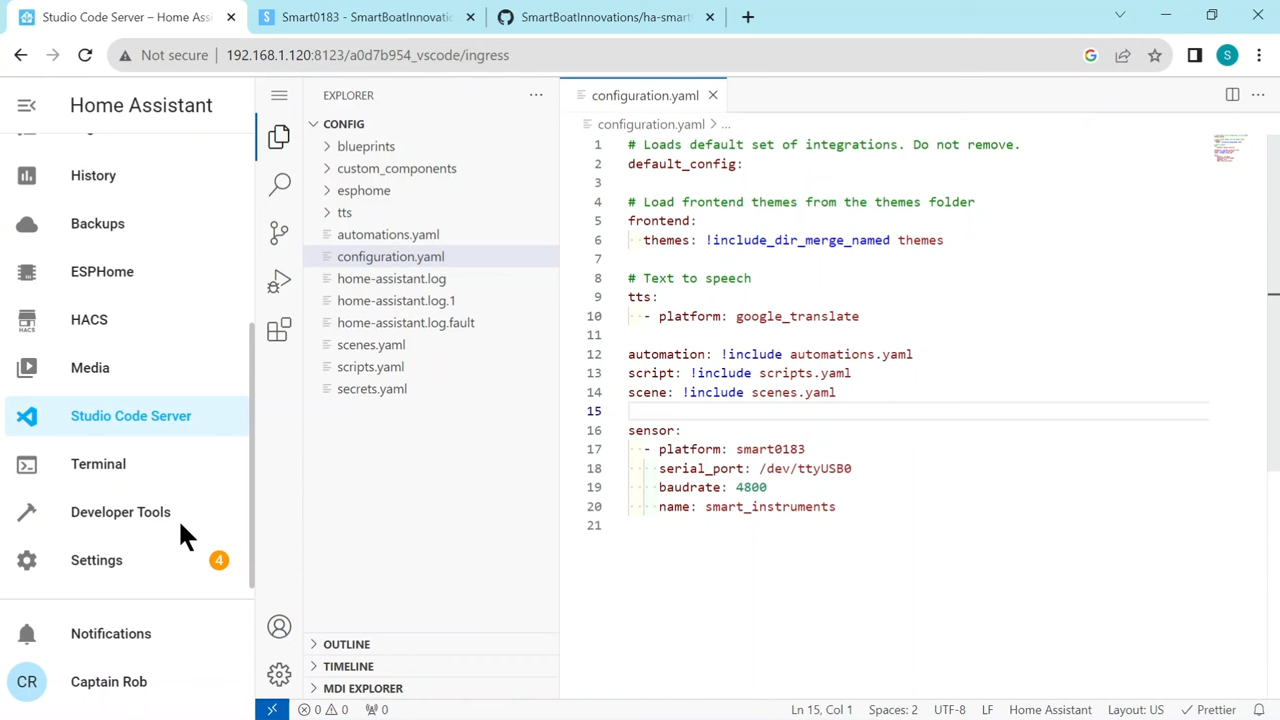 Studio Code Server – Home Assi
Smart0183 - SmartBoatInnovatic
SmartBoatInnovations/ha-smart
Not secure
192.168.1.120:8123/a0d7b954_vscode/ingress
S
Home Assistant
History
Backups
ESPHome
HACS
HACS
Media
Studio Code Server
Terminal
Developer Tools
Settings
4
Notifications
CR
Captain Rob
EXPLORER
CONFIG
blueprints
custom_components
esphome
tts
automations.yaml
configuration.yaml
home-assistant.log
home-assistant.log.1
home-assistant.log.fault
scenes.yaml
scripts.yaml
secrets.yaml
OUTLINE
TIMELINE
MDI EXPLORER
configuration.yaml
configuration.yaml > ...
1 # Loads default set of integrations. Do not remove.
2 default_config:
3
4 # Load frontend themes from the themes folder
5 frontend:
6 themes: !include_dir_merge_named themes
7
8 # Text to speech
9 tts:
10 - platform: google_translate
11
12 automation: !include automations.yaml
13 script: !include scripts.yaml
14 scene: !include scenes.yaml
15
16 sensor:
17 - platform: smart0183
18 serial_port: /dev/ttyUSB0
19 baudrate: 4800
20 name: smart_instruments
21
0 0 0
Ln 15, Col 1
Spaces: 2
UTF-8
LF
Home Assistant
Layout: US
Prettier